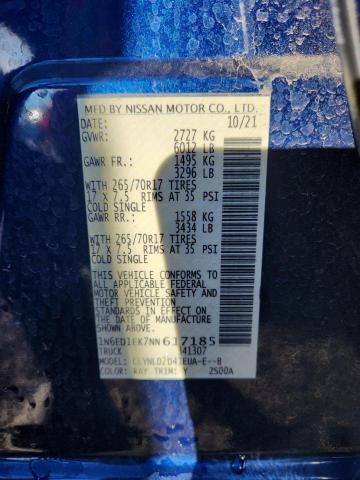 MFD BY NISSAN MOTOR CO., LTD.
DATE: 10/21
GVWR: 2727 KG
6012 LB
GAWR FR: 1495 KG
3296 LB
WITH 265/70R17 TIRES
17 X 7.5 RIMS AT 35 PSI
COLD SINGLE
GAWR RR: 1558 KG
3434 LB
WITH 265/70R17 TIRES
17 X 7.5 RIMS AT 35 PSI
COLD SINGLE
THIS VEHICLE CONFORMS TO
ALL APPLICABLE FEDERAL
MOTOR VEHICLE SAFETY
AND THEFT PREVENTION
STANDARDS IN EFFECT ON
THE DATE OF MANUFACTURE
SHOWN ABOVE.
1N6ED1EK7NN617185
TRUCK 41307
MODEL:
COLOR: RAY TRIM: Y 2S00A